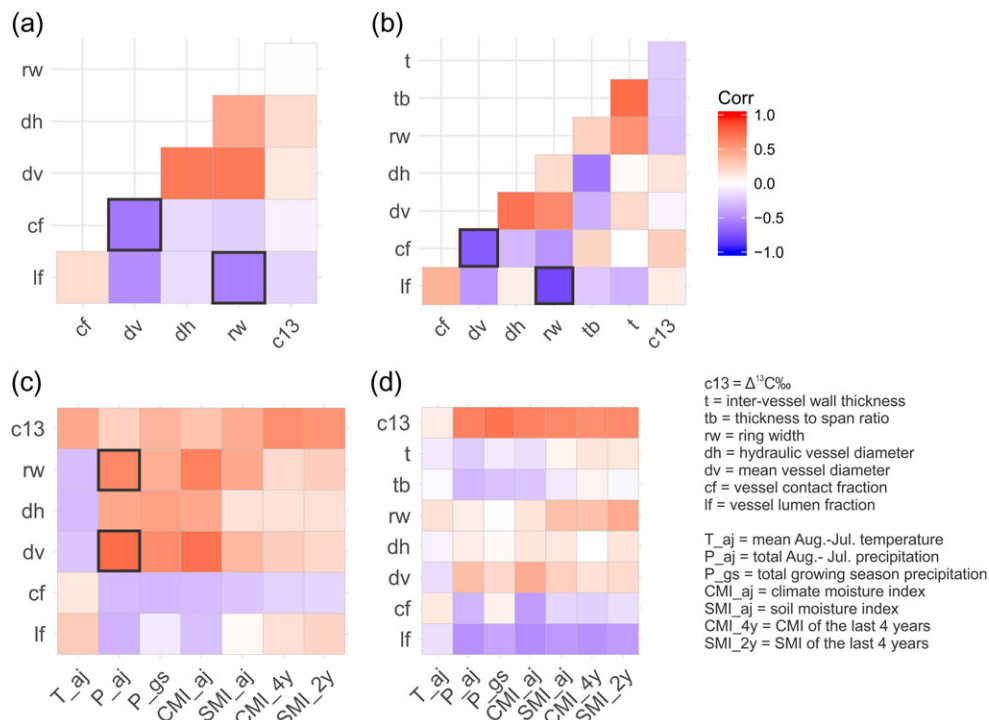 (a)
rw
dh
dv
cf
lf
cf
dv
dh
rw
c13
(b)
t
tb
rw
dh
dv
cf
lf
cf
dv
dh
rw
tb
t
c13
Corr
1.0
0.5
0.0
−0.5
−1.0
(c)
c13
rw
dh
dv
cf
lf
T_aj
P_aj
P_gs
CMI_aj
SMI_aj
CMI_4y
SMI_2y
(d)
c13
t
tb
rw
dh
dv
cf
lf
T_aj
P_aj
P_gs
CMI_aj
SMI_aj
CMI_4y
SMI_2y
c13 = Δ¹³C‰
t = inter-vessel wall thickness
tb = thickness to span ratio
rw = ring width
dh = hydraulic vessel diameter
dv = mean vessel diameter
cf = vessel contact fraction
lf = vessel lumen fraction
T_aj = mean Aug.-Jul. temperature
P_aj = total Aug.- Jul. precipitation
P_gs = total growing season precipitation
CMI_aj = climate moisture index
SMI_aj = soil moisture index
CMI_4y = CMI of the last 4 years
SMI_2y = SMI of the last 4 years